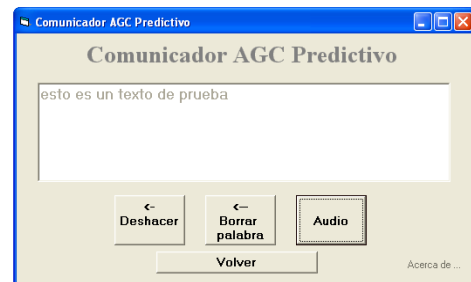 Comunicador AGC Predictivo
Comunicador AGC Predictivo
esto es un texto de prueba
<-
Deshacer
<--
Borrar
palabra
Audio
Volver
Acerca de ...